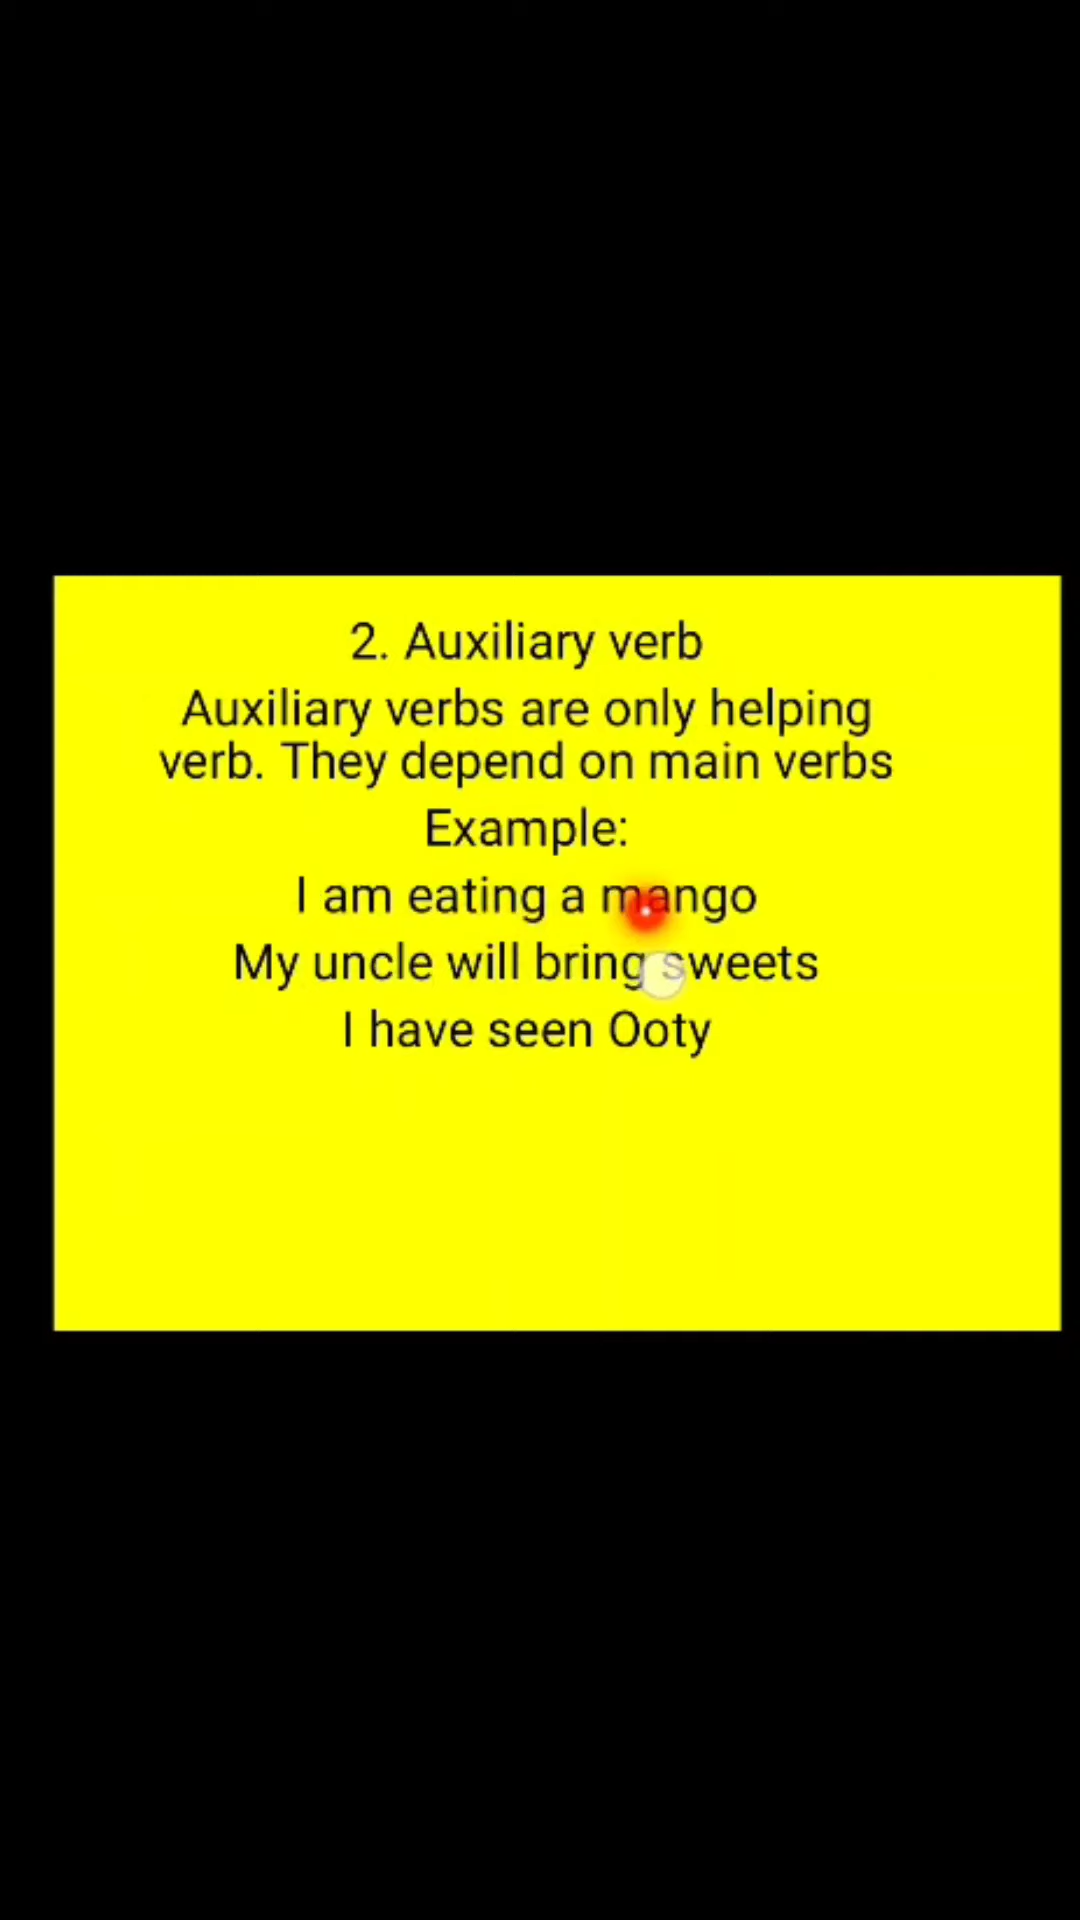 2. Auxiliary verb
Auxiliary verbs are only helping
verb. They depend on main verbs
Example:
I am eating a mango
My uncle will bring sweets
I have seen Ooty